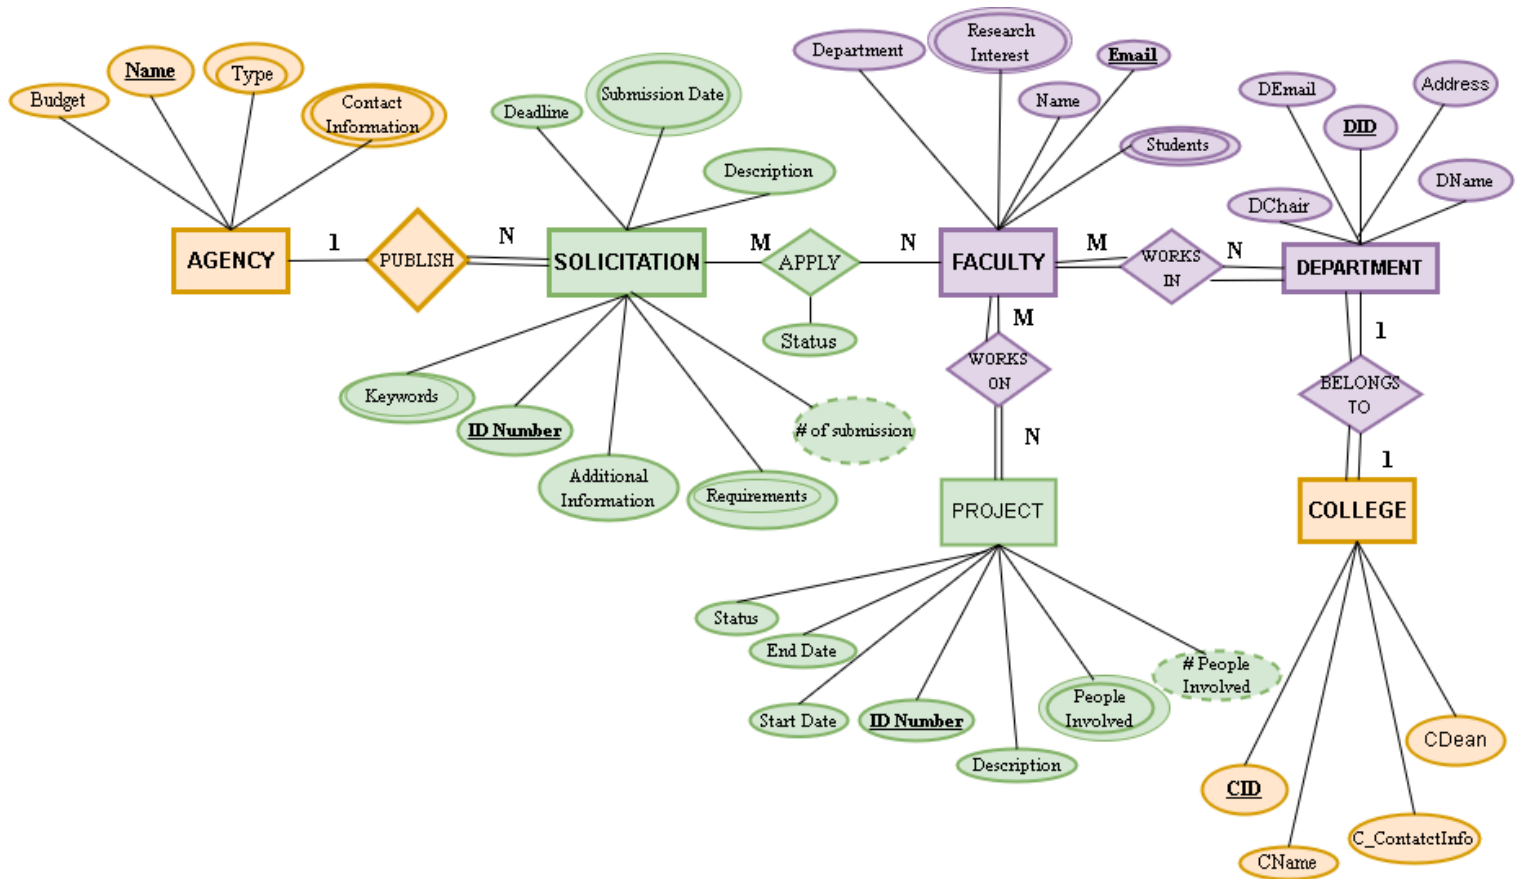 Budget
Name
Type
Contact
Information
Deadline
Submission Date
Description
Department
Research
Interest
Email
Name
Students
DEmail
DID
Address
DName
DChair
AGENCY
1
PUBLISH
N
SOLICITATION
M
APPLY
N
FACULTY
M
WORKS
IN
N
DEPARTMENT
Status
Keywords
ID Number
Additional
Information
Requirements
# of submission
M
WORKS
ON
N
1
BELONGS
TO
1
PROJECT
COLLEGE
Status
End Date
Start Date
ID Number
Description
People
Involved
# People
Involved
CID
CName
C_ContatctInfo
CDean